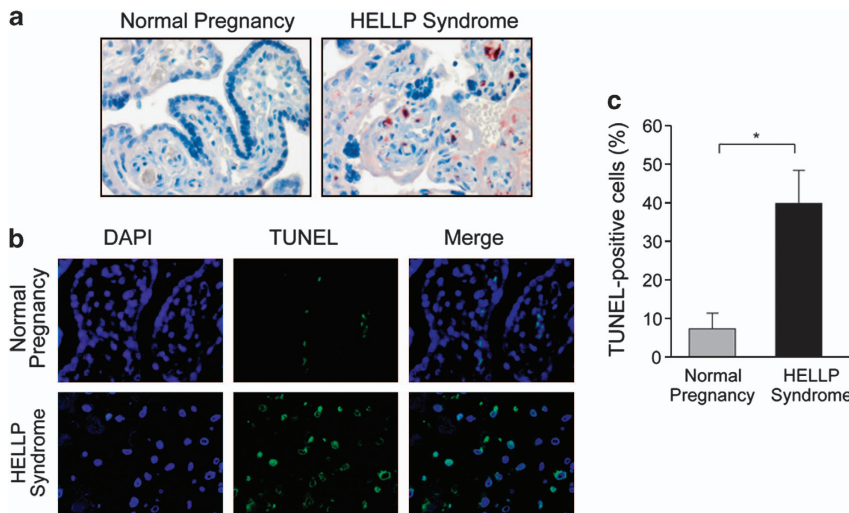 a
Normal Pregnancy
HELLP Syndrome
b
DAPI
TUNEL
Merge
Normal
Pregnancy
HELLP
Syndrome
c
TUNEL-positive cells (%)
60
50
40
30
20
10
0
*
Normal
Pregnancy
HELLP
Syndrome